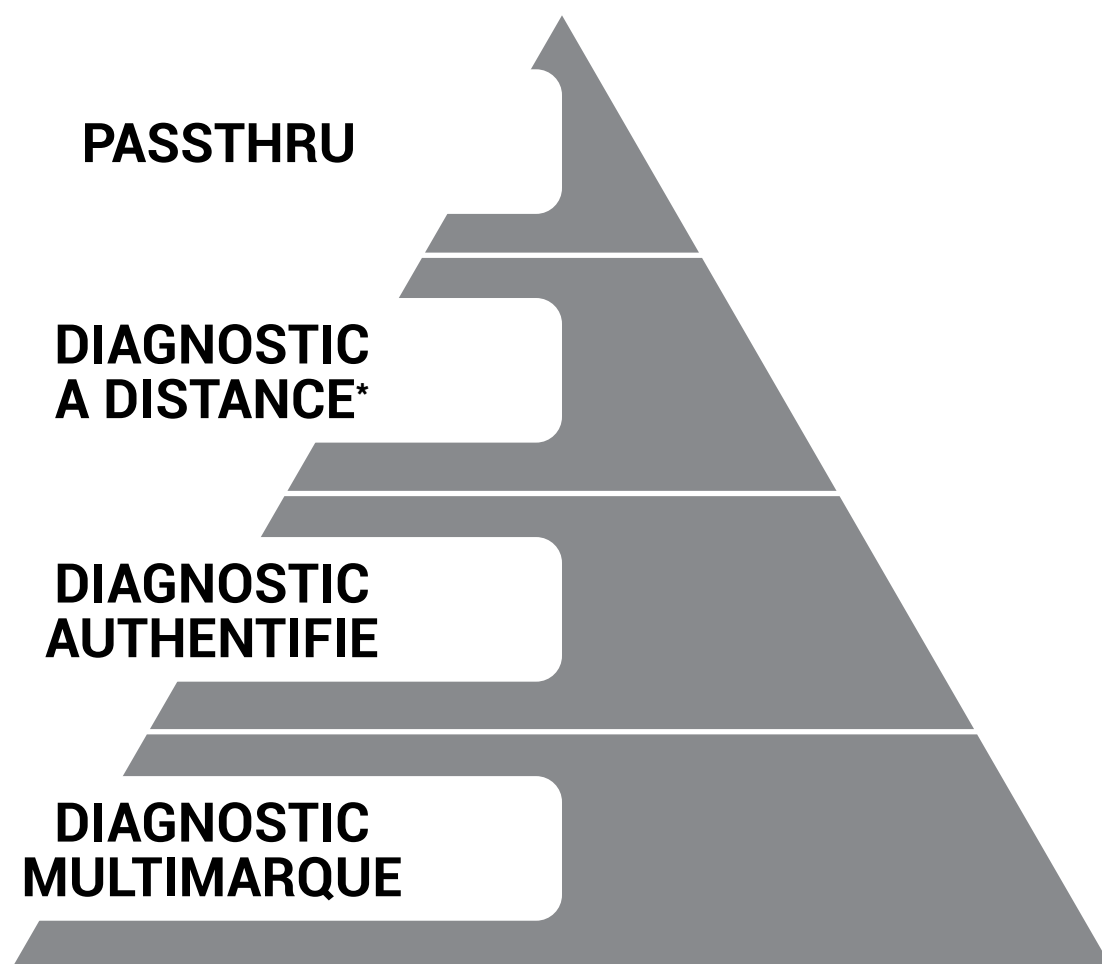 PASSTHRU
DIAGNOSTIC
A DISTANCE*
DIAGNOSTIC
AUTHENTIFIE
DIAGNOSTIC
MULTIMARQUE